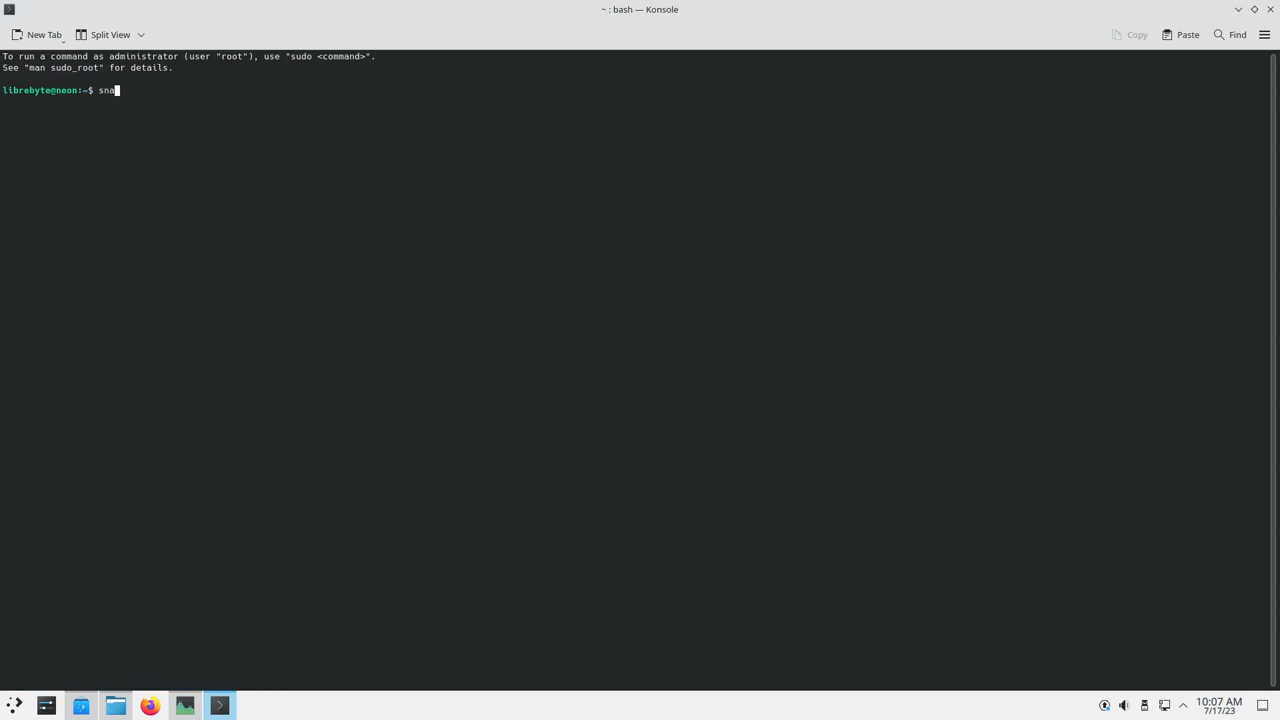 ~ : bash — Konsole
New Tab
Split View
Copy
Paste
Find
To run a command as administrator (user "root"), use "sudo <command>".
See "man sudo_root" for details.
librebyte@neon:~$ sna
10:07 AM
7/17/23